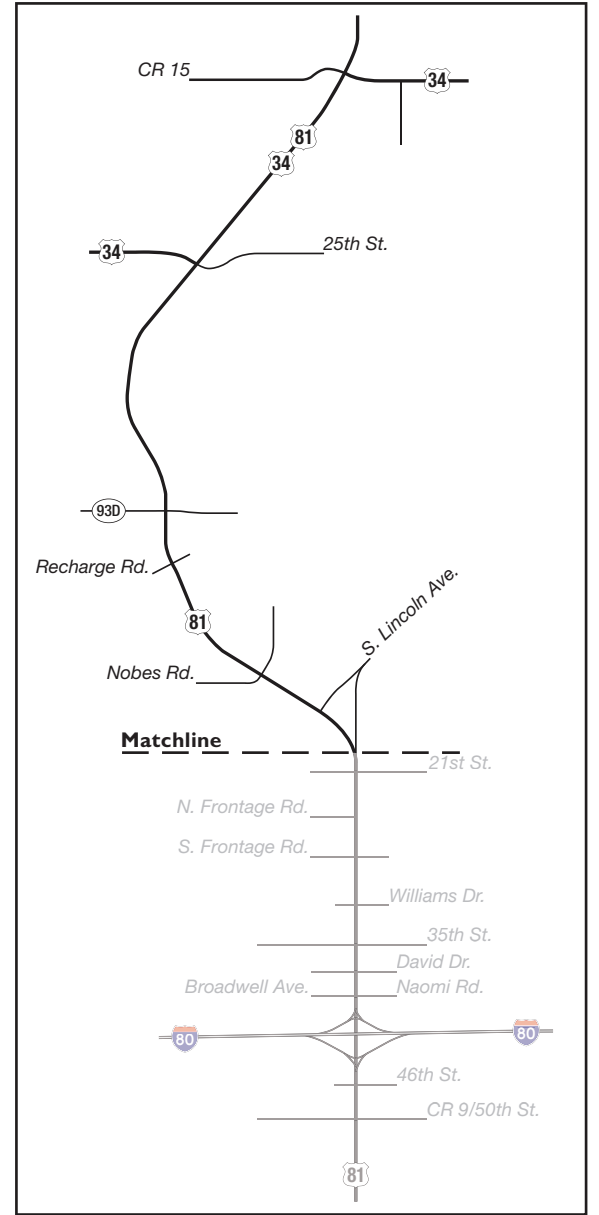 CR 15
34
81
34
34
25th St.
93D
Recharge Rd.
S. Lincoln Ave.
81
Nobes Rd.
Matchline
21st St.
N. Frontage Rd.
S. Frontage Rd.
Williams Dr.
35th St.
David Dr.
Broadwell Ave.
Naomi Rd.
80
80
46th St.
CR 9/50th St.
81